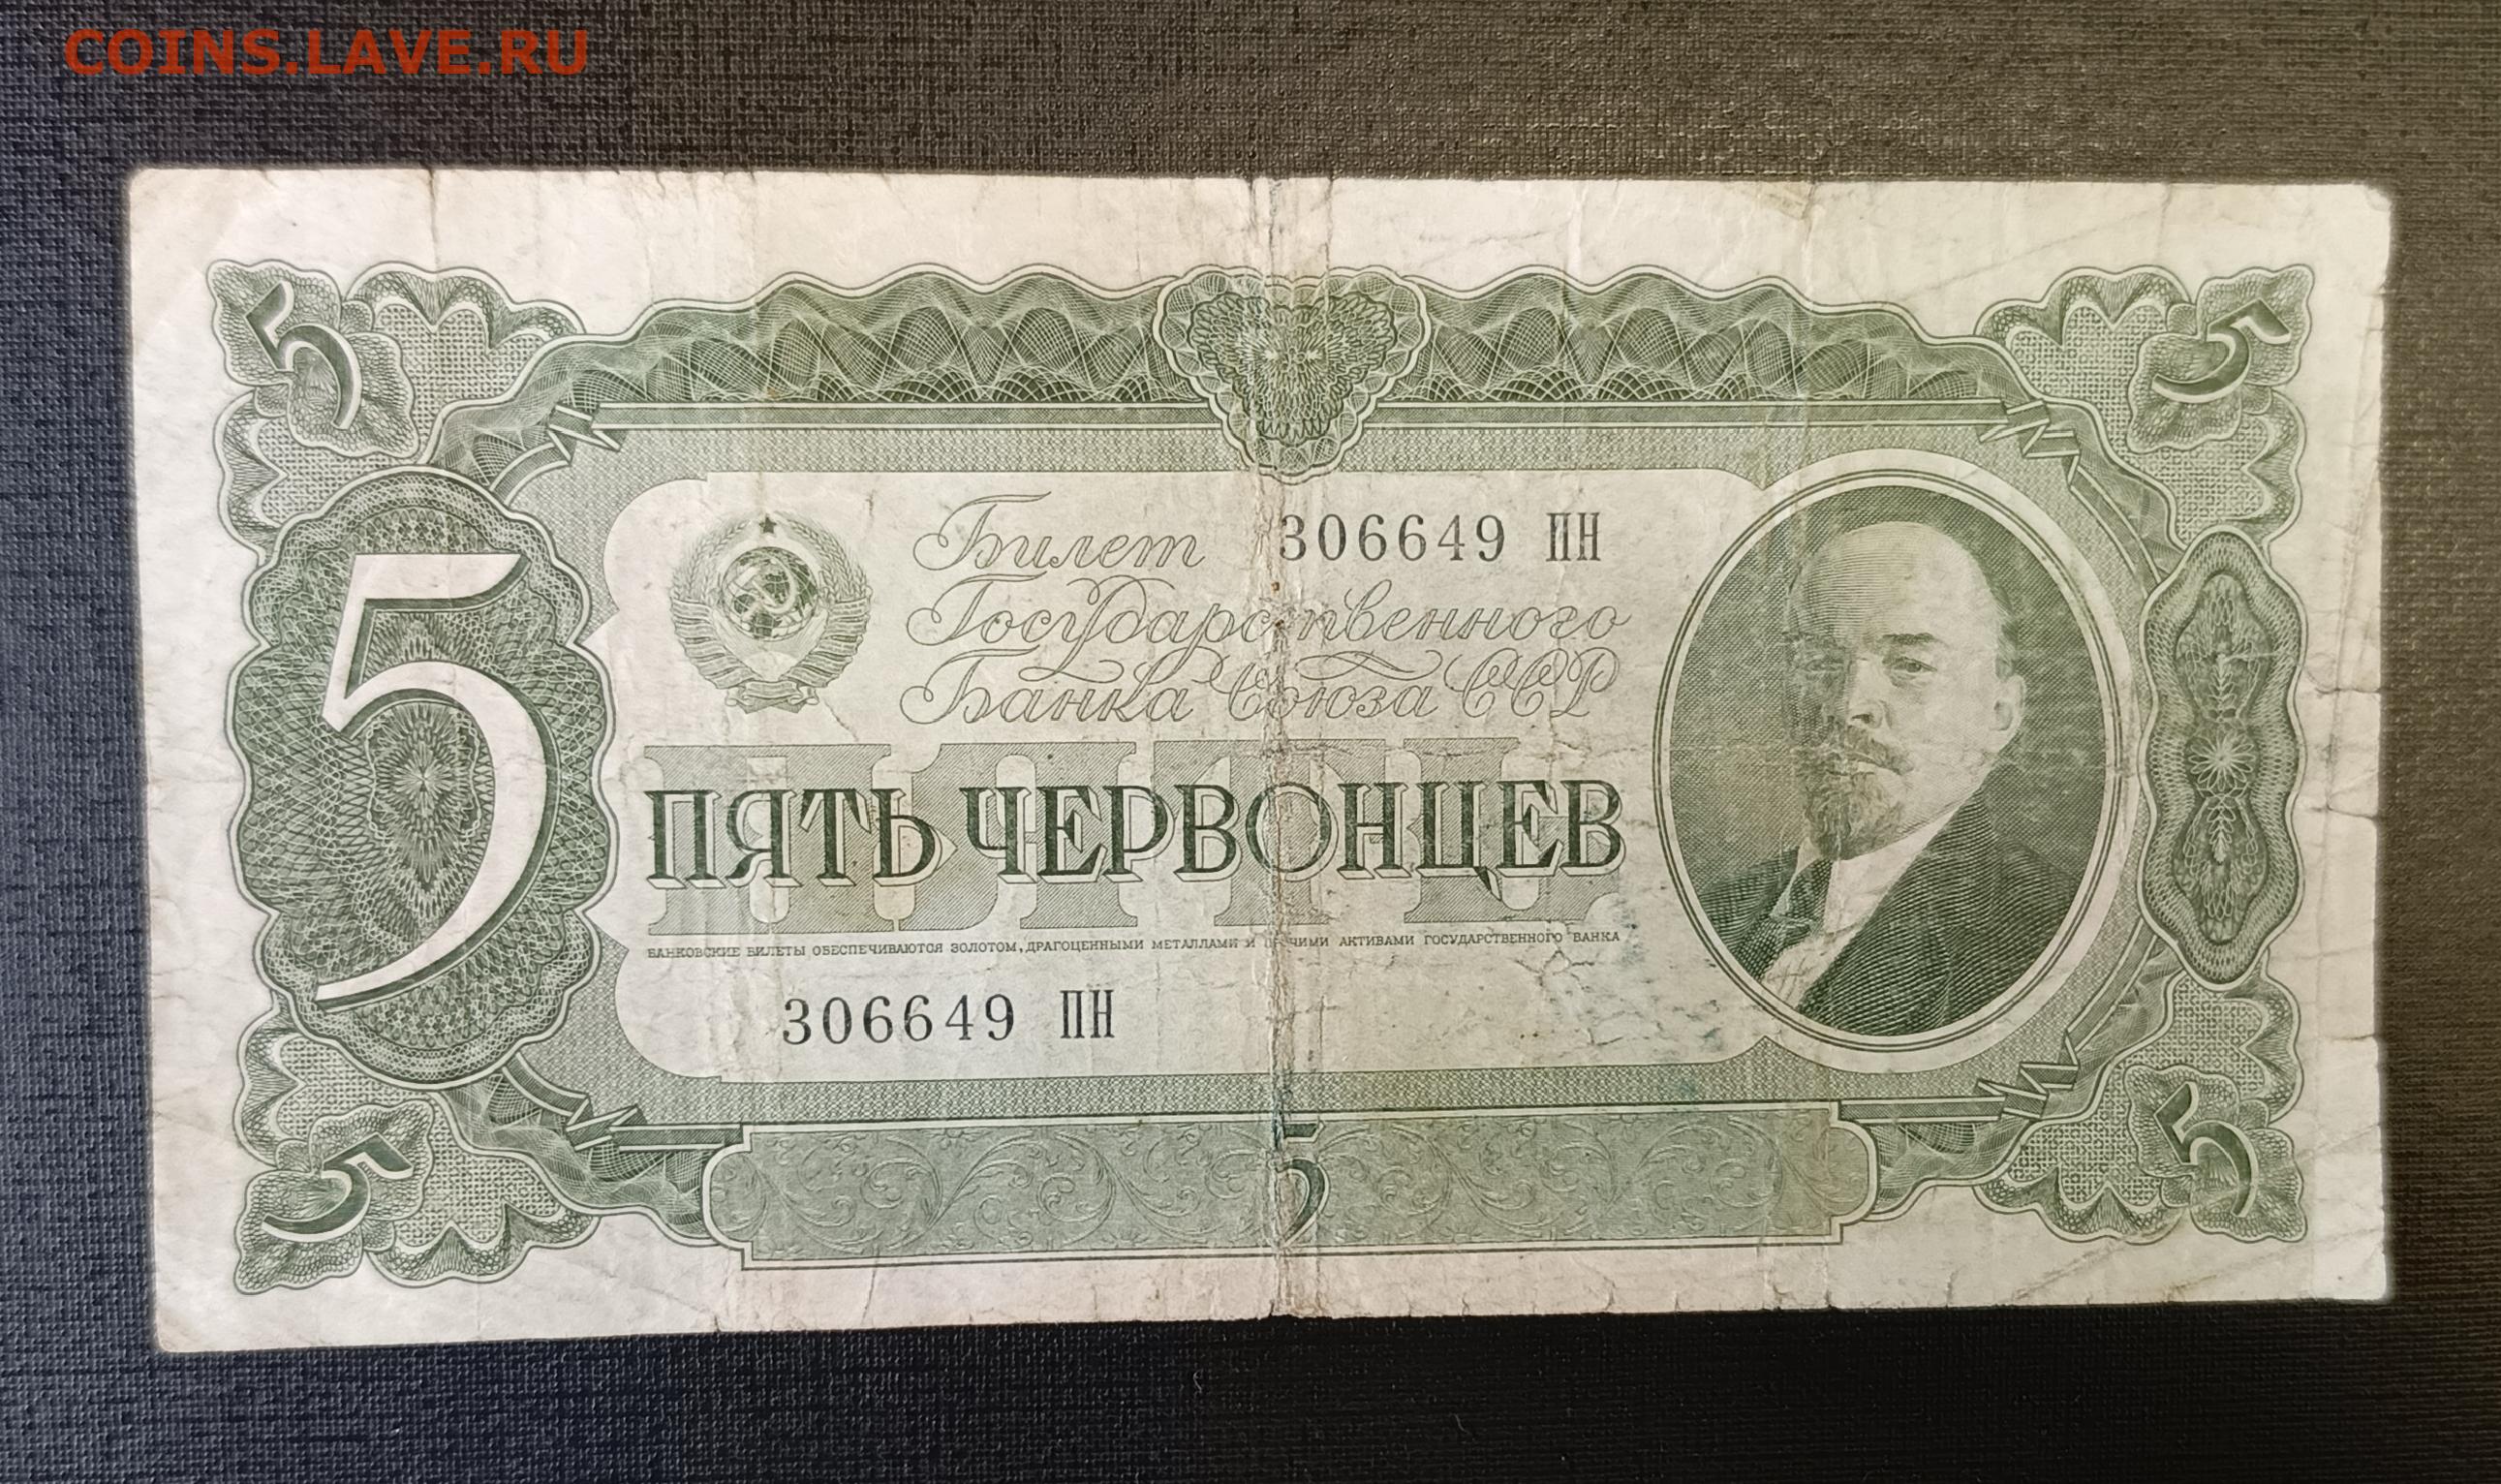 COINS.LAVE.RU
5 5
Билет 306649 ПН
Государственного
Банка Союза ССР
5
ПЯТЬ
ПЯТЬ ЧЕРВОНЦЕВ
БАНКОВСКИЕ БИЛЕТЫ ОБЕСПЕЧИВАЮТСЯ ЗОЛОТОМ, ДРАГОЦЕННЫМИ МЕТАЛЛАМИ И ПРОЧИМИ АКТИВАМИ ГОСУДАРСТВЕННОГО БАНКА
306649 ПН
5 5 5